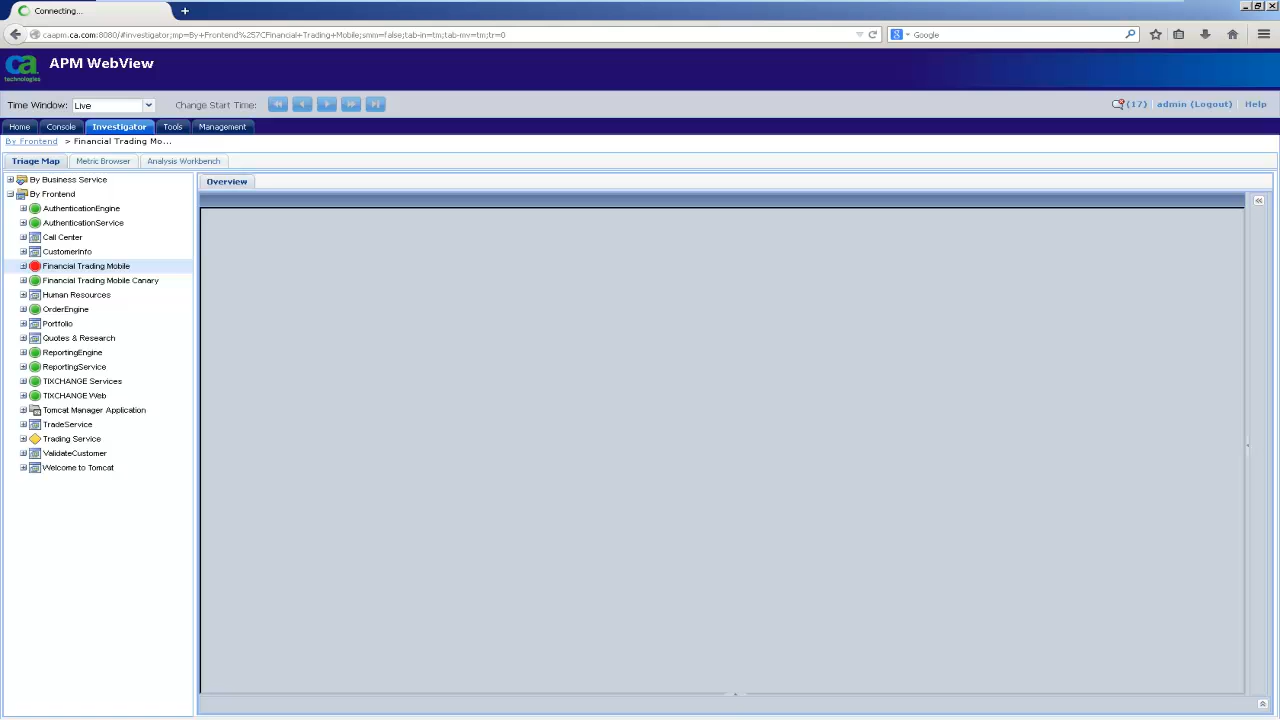 Connecting...
caapm.ca.com:8080/#investigator;mp=By+Frontend%257CFinancial+Trading+Mobile;smm=false;tab-in=tm;tab-mv=tm;tr=0
Google
ca
technologies
APM WebView
Time Window: Live Change Start Time: (17) admin (Logout) Help
Home Console Investigator Tools Management
By Frontend > Financial Trading Mo...
Triage Map Metric Browser Analysis Workbench
By Business Service
By Frontend
AuthenticationEngine
AuthenticationService
Call Center
CustomerInfo
Financial Trading Mobile
Financial Trading Mobile Canary
Human Resources
OrderEngine
Portfolio
Quotes & Research
ReportingEngine
ReportingService
TIXCHANGE Services
TIXCHANGE Web
Tomcat Manager Application
TradeService
Trading Service
ValidateCustomer
Welcome to Tomcat
Overview